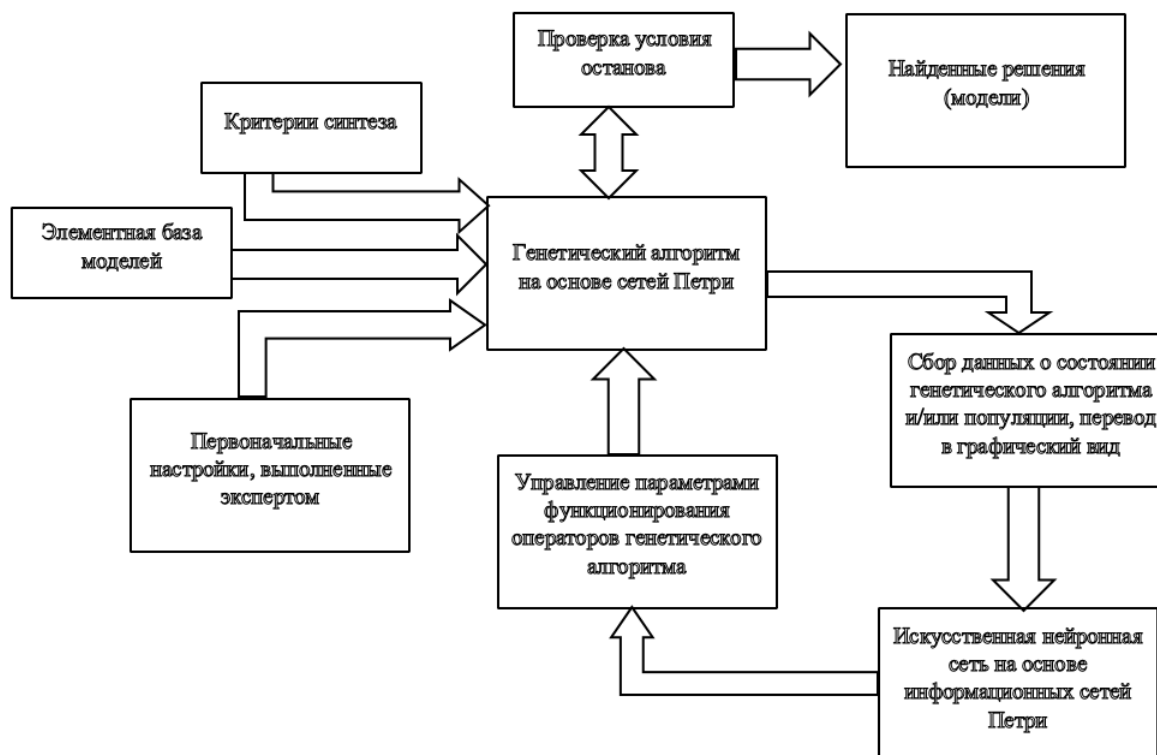 Проверка условия
останова
Найденные решения
(модели)
Критерии синтеза
Элементная база
моделей
Генетический алгоритм
на основе сетей Петри
Сбор данных о состоянии
генетического алгоритма
и/или популяции, перевод
в графический вид
Первоначальные
настройки, выполненные
экспертом
Управление параметрами
функционирования
операторов генетического
алгоритма
Искусственная нейронная
сеть на основе
информационных сетей
Петри